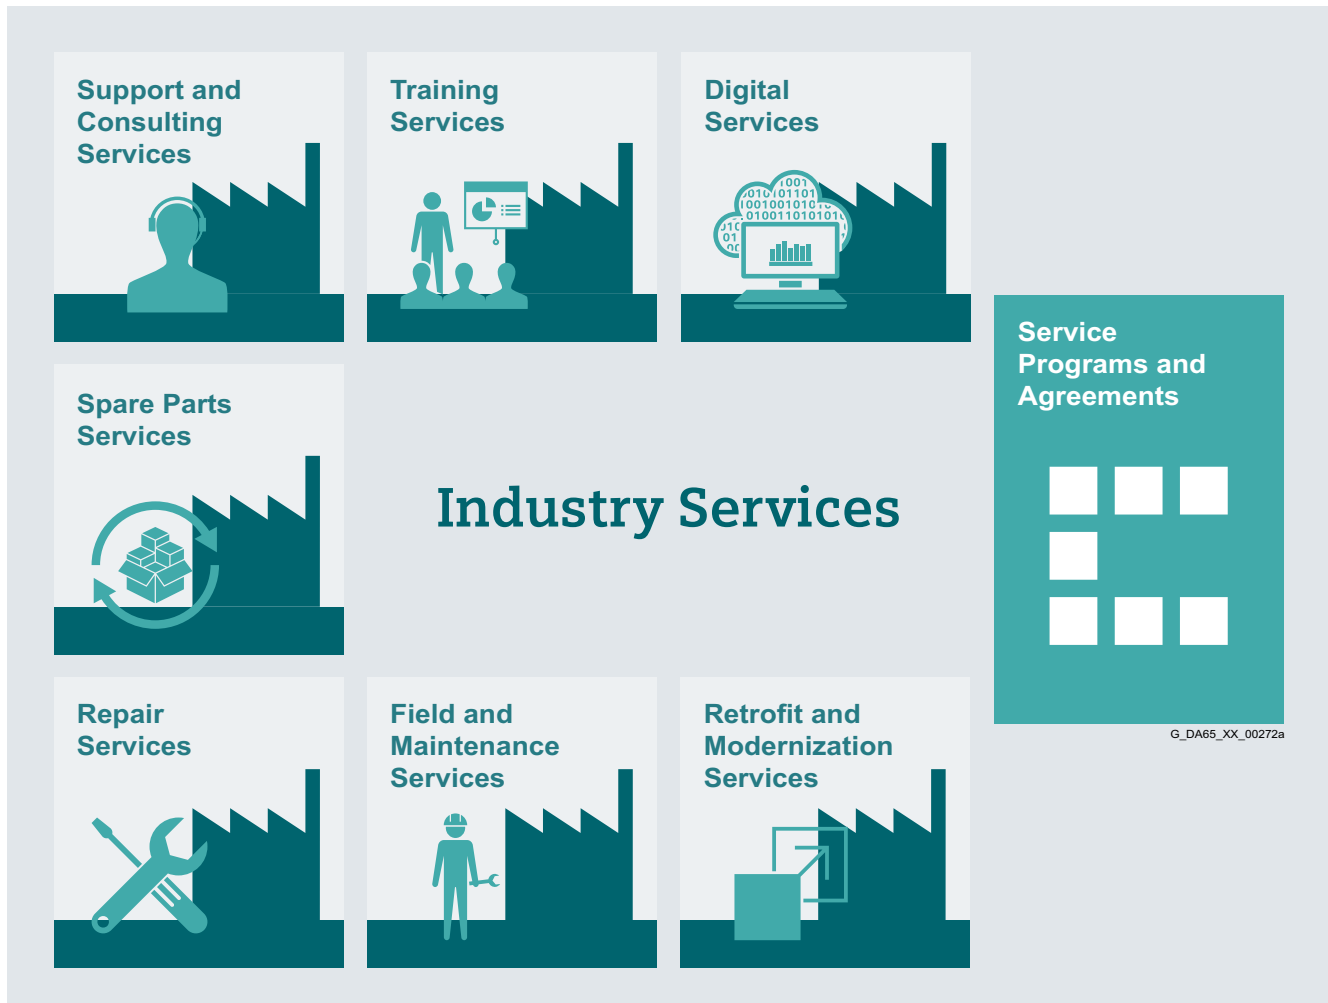 Support and
Consulting
Services
Training
Services
Digital
Services
1001
Service
Programs and
Agreements
Spare Parts
Services
Industry Services
Repair
Services
Field and
Maintenance
Services
Retrofit and
Modernization
Services
G_DA65_XX_00272a